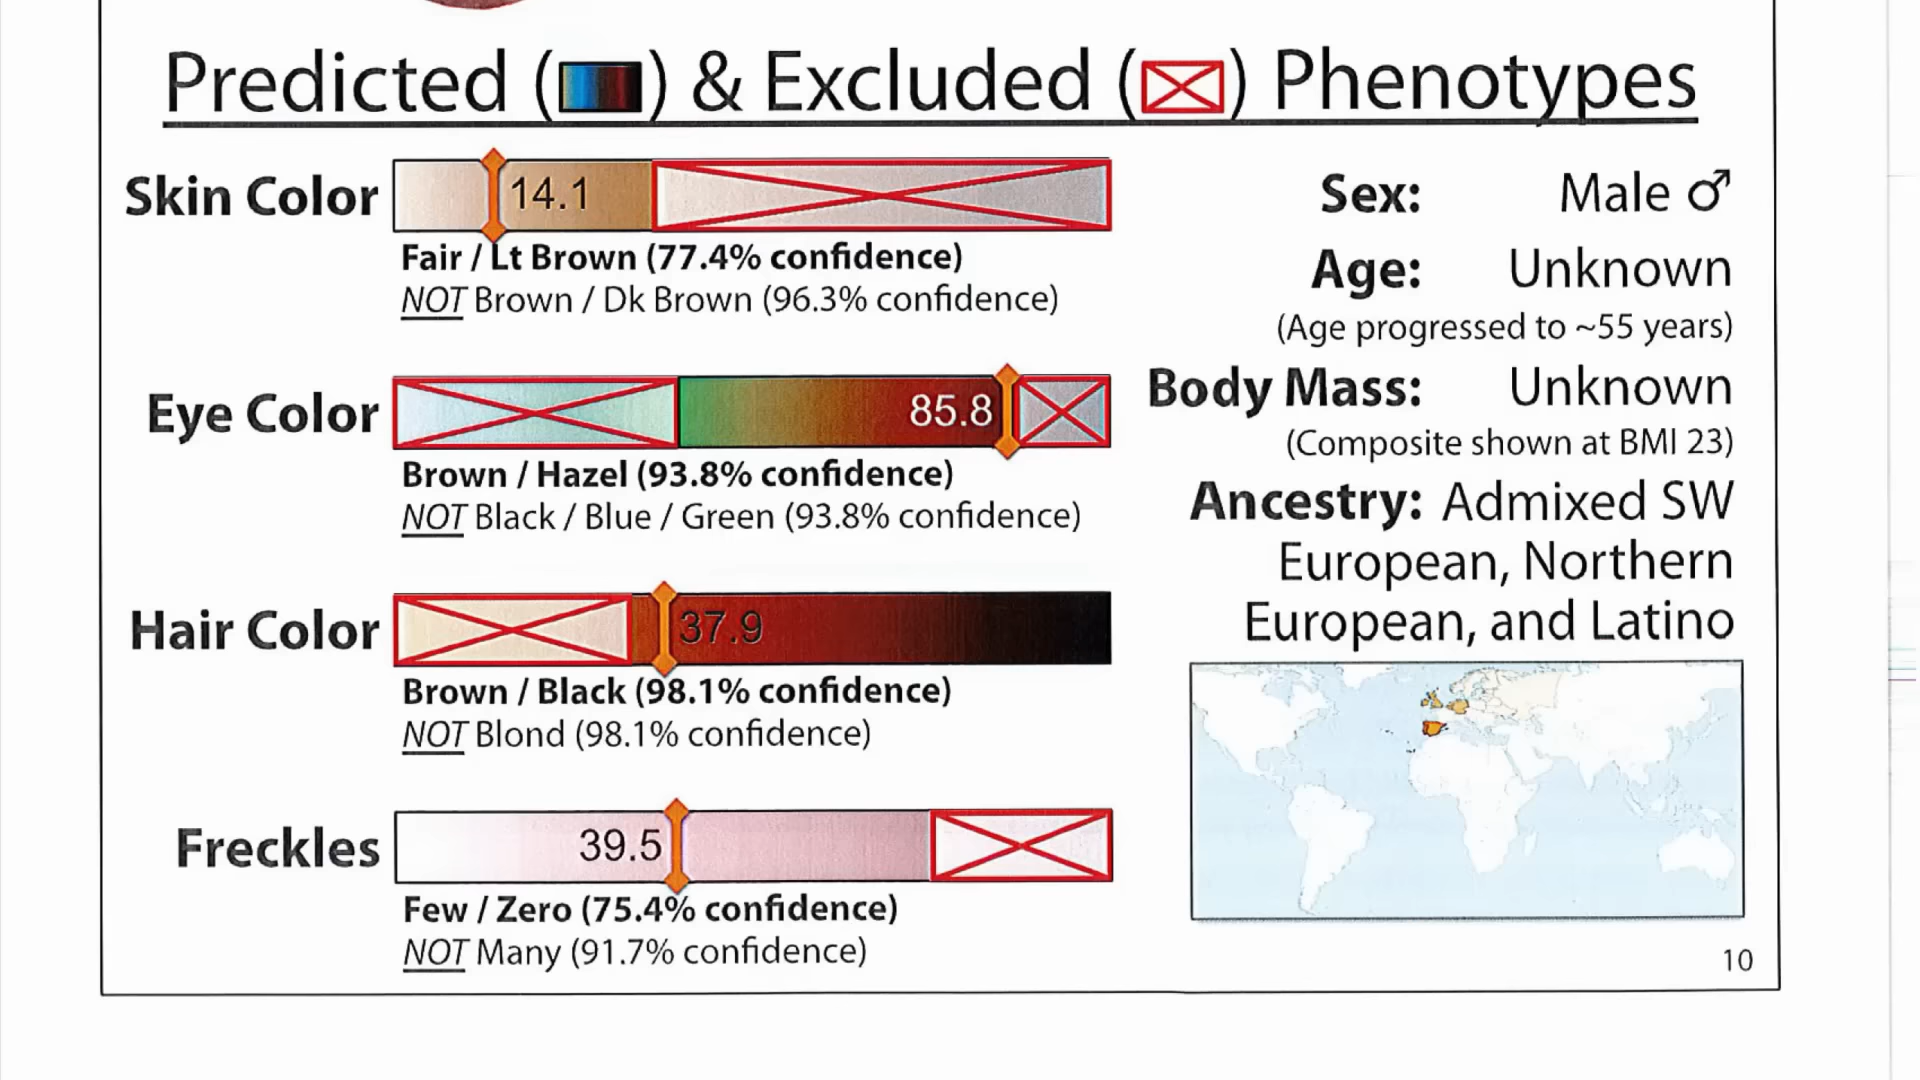 Predicted ( ) & Excluded ( ) Phenotypes
Skin Color
14.1
Fair / Lt Brown (77.4% confidence)
NOT Brown / Dk Brown (96.3% confidence)
Eye Color
85.8
Brown / Hazel (93.8% confidence)
NOT Black / Blue / Green (93.8% confidence)
Hair Color
37.9
Brown / Black (98.1% confidence)
NOT Blond (98.1% confidence)
Freckles
39.5
Few / Zero (75.4% confidence)
NOT Many (91.7% confidence)
Sex: Male ♂
Age: Unknown
(Age progressed to ~55 years)
Body Mass: Unknown
(Composite shown at BMI 23)
Ancestry: Admixed SW
European, Northern
European, and Latino
10